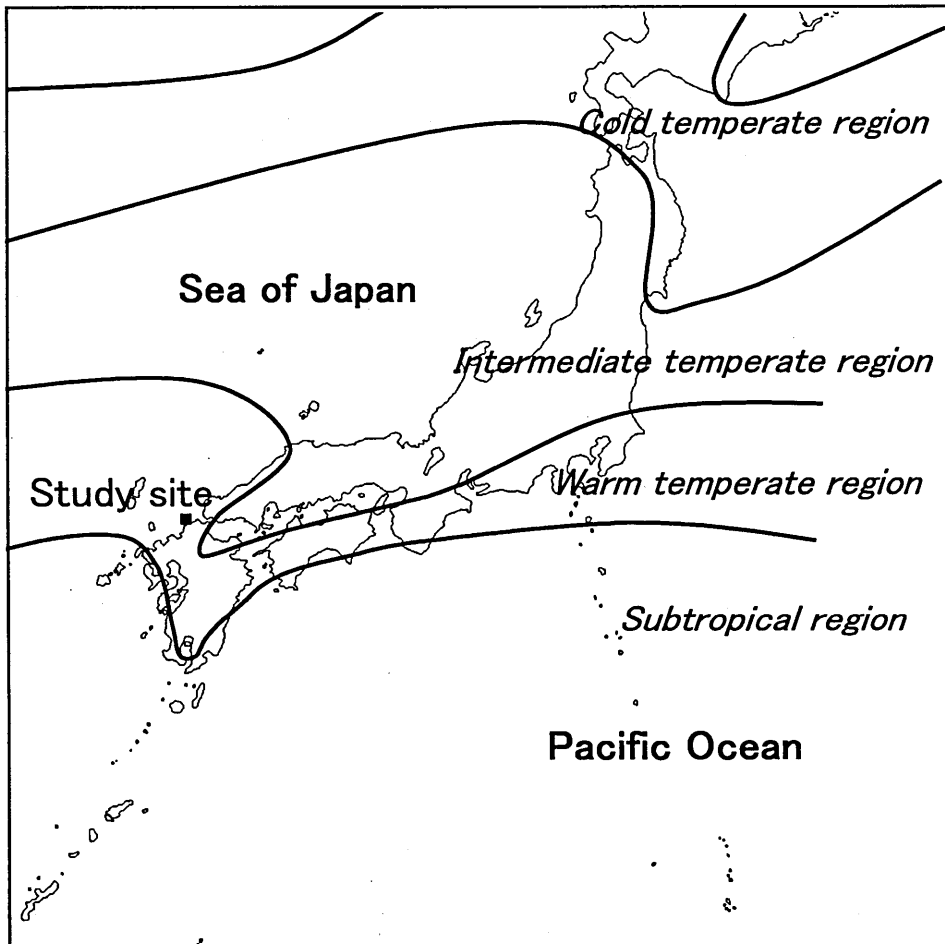 Cold temperate region
Sea of Japan
Intermediate temperate region
Study site
Warm temperate region
Subtropical region
Pacific Ocean